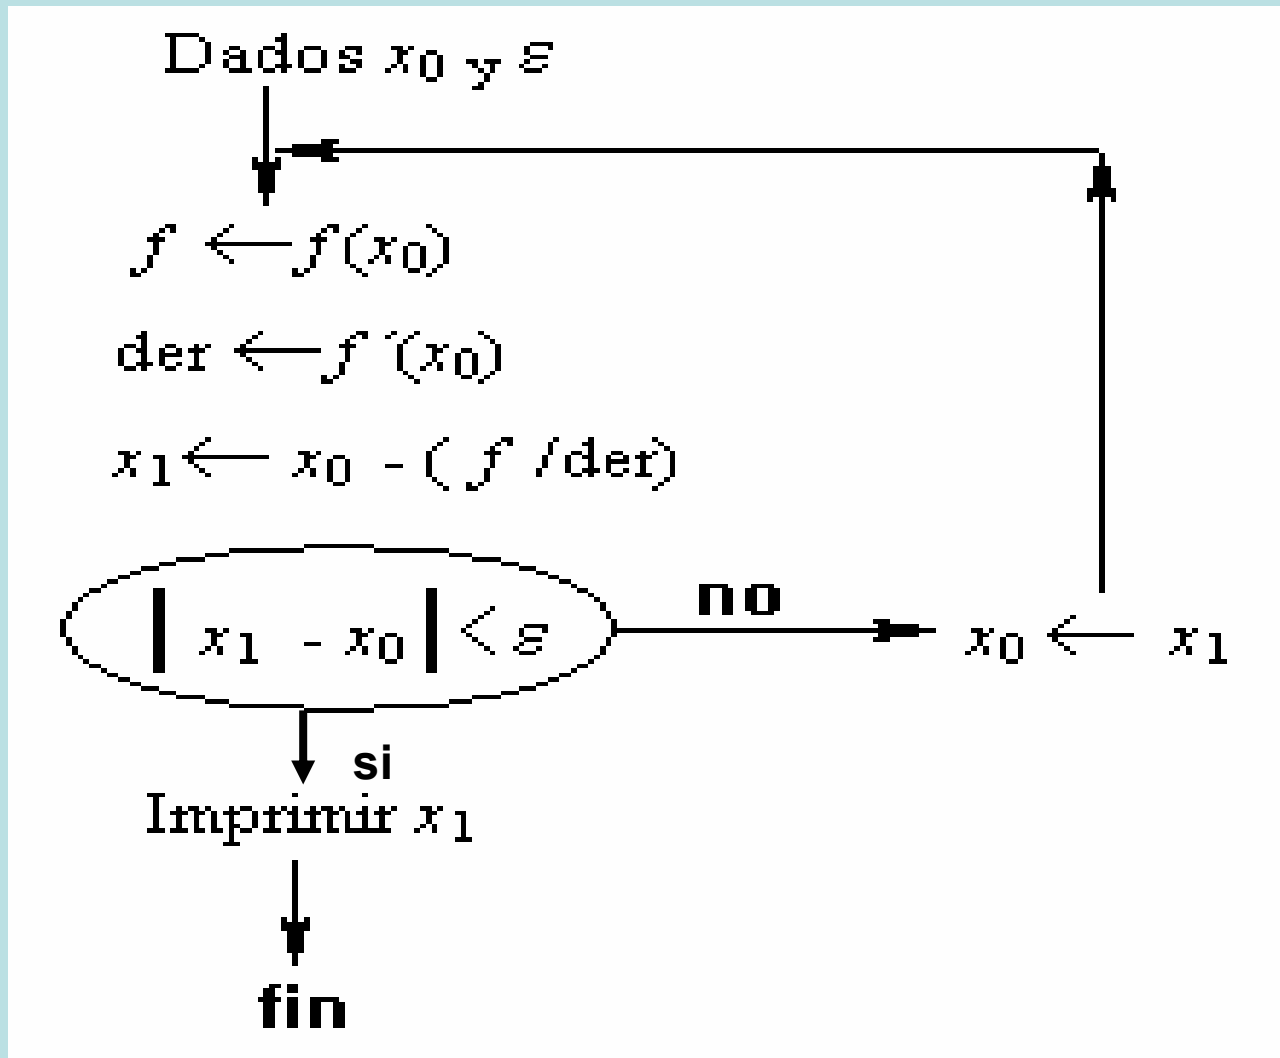 Dados x₀ y ε
f ← f(x₀)
der ← f ´(x₀)
x₁ ← x₀ - ( f /der)
| x₁ - x₀ | < ε
no
x₀ ← x₁
si
Imprimir x₁
fin